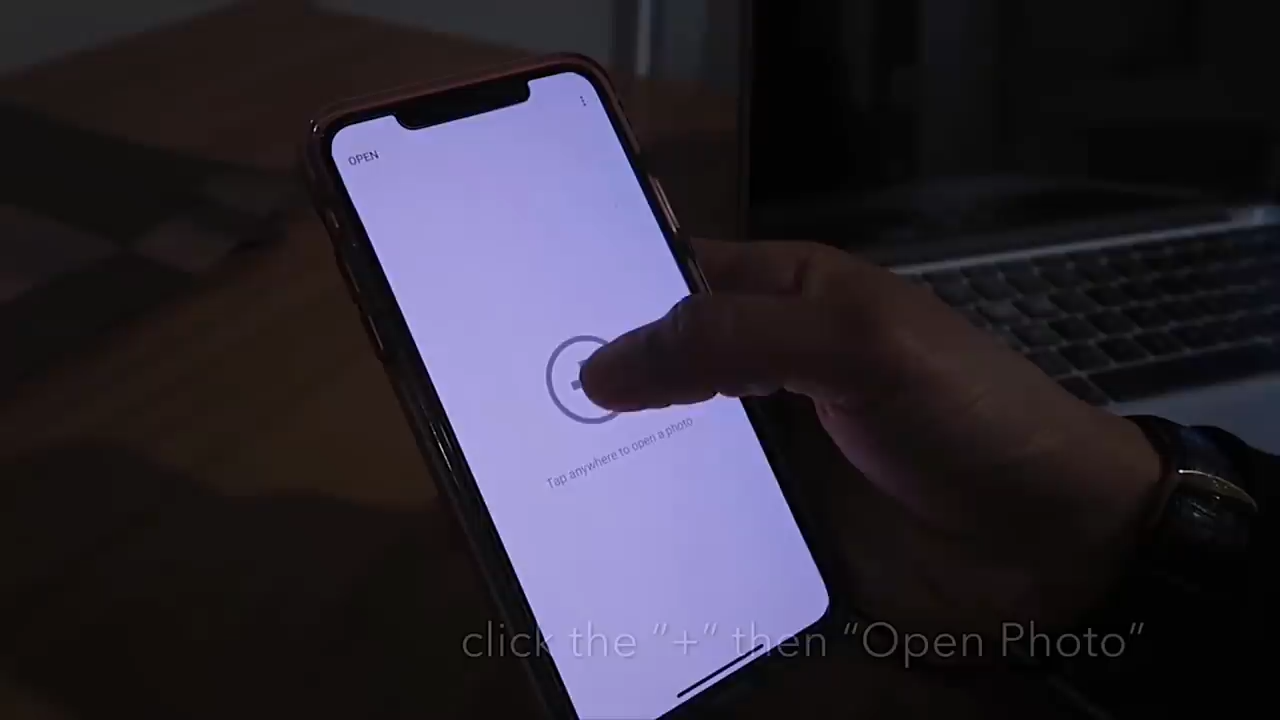 OPEN
Tap anywhere to open a photo
click the "+" then “Open Photo”